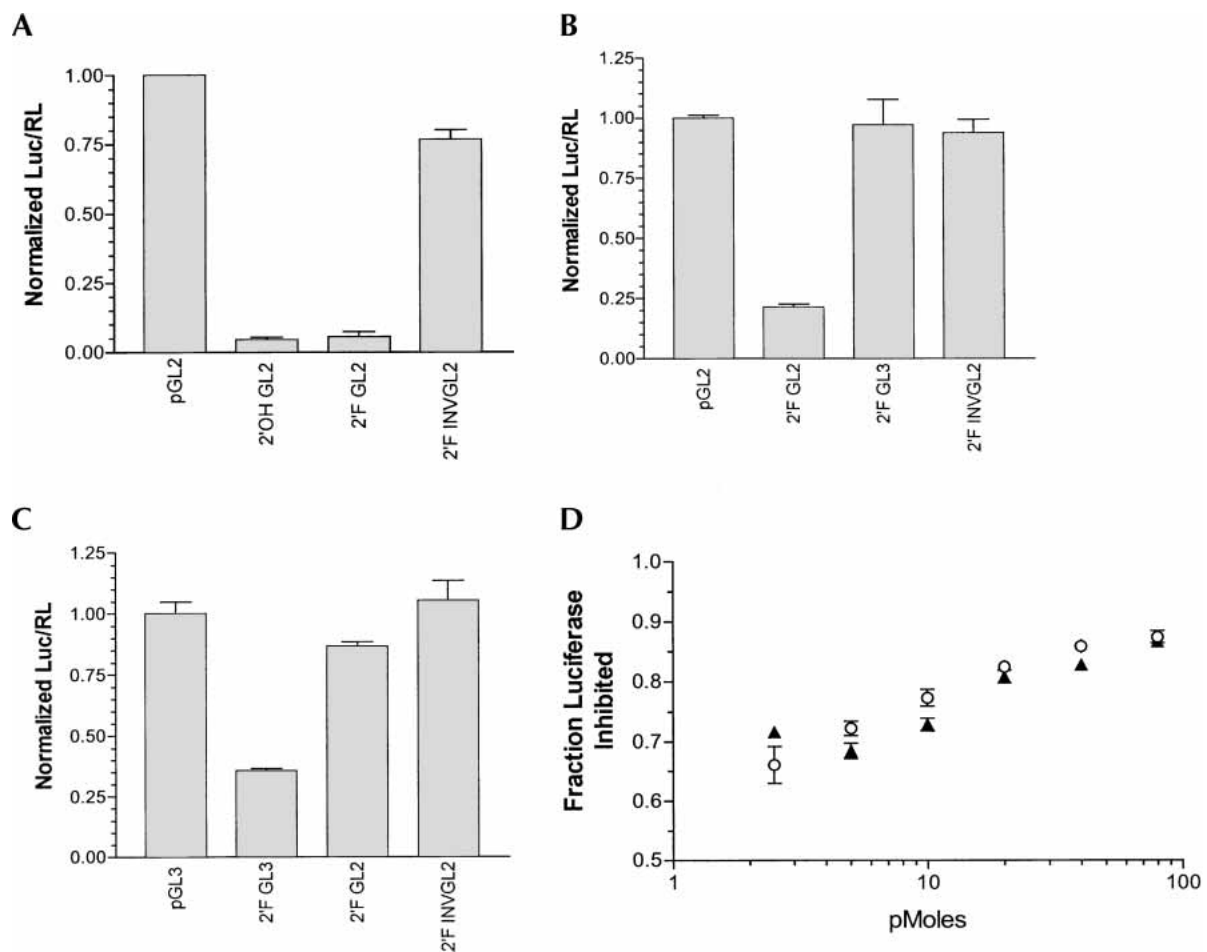 A
Normalized Luc/RL
1.00
0.75
0.50
0.25
0.00
pGL2
2'OH GL2
2'F GL2
2'F INVGL2
B
Normalized Luc/RL
1.25
1.00
0.75
0.50
0.25
0.00
pGL2
2'F GL2
2'F GL3
2'F INVGL2
C
Normalized Luc/RL
1.25
1.00
0.75
0.50
0.25
0.00
pGL3
2'F GL3
2'F GL2
2'F INVGL2
D
Fraction Luciferase
Inhibited
1.0
0.9
0.8
0.7
0.6
0.5
1
10
100
pMoles